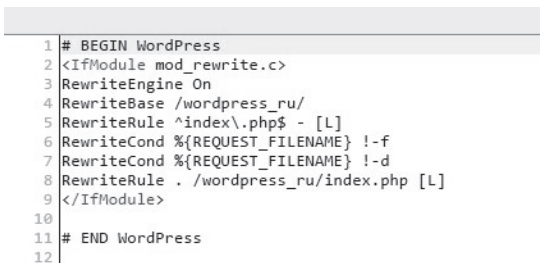 1 # BEGIN WordPress
2 <IfModule mod_rewrite.c>
3 RewriteEngine On
4 RewriteBase /wordpress_ru/
5 RewriteRule ^index\.php$ - [L]
6 RewriteCond %{REQUEST_FILENAME} !-f
7 RewriteCond %{REQUEST_FILENAME} !-d
8 RewriteRule . /wordpress_ru/index.php [L]
9 </IfModule>
10
11 # END WordPress
12